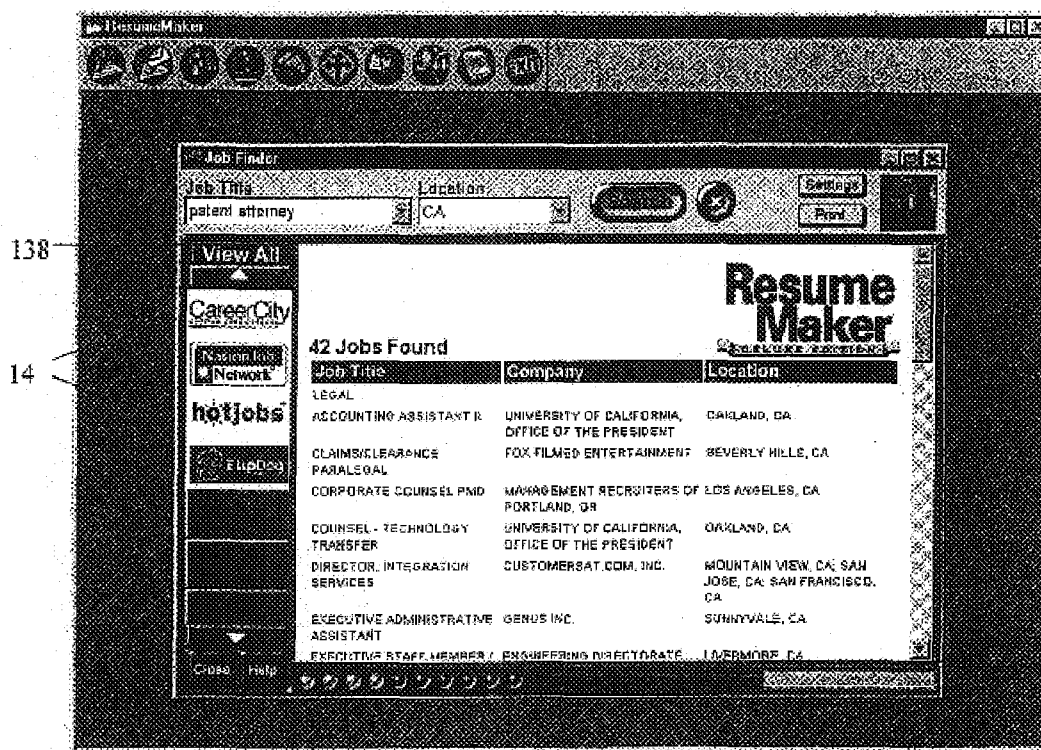 ResumeMaker
Job Finder
Job Title
Location
patent attorney
CA
Settings
Print
138
View All
CareerCity
Network
14
hotjobs
FlipDog
Resume
Maker
42 Jobs Found
Job Title Company Location
LEGAL
ACCOUNTING ASSISTANT II UNIVERSITY OF CALIFORNIA, OAKLAND, CA
OFFICE OF THE PRESIDENT
CLAIMS/CLEARANCE FOX FILMED ENTERTAINMENT BEVERLY HILLS, CA
PARALEGAL
CORPORATE COUNSEL PMD MANAGEMENT RECRUITERS OF LOS ANGELES, CA
PORTLAND, OR
COUNSEL - TECHNOLOGY UNIVERSITY OF CALIFORNIA, OAKLAND, CA
TRANSFER OFFICE OF THE PRESIDENT
DIRECTOR, INTEGRATION CUSTOMERSAT.COM, INC. MOUNTAIN VIEW, CA; SAN
SERVICES JOSE, CA; SAN FRANCISCO,
CA
EXECUTIVE ADMINISTRATIVE GENUS INC. SUNNYVALE, CA
ASSISTANT
EXECUTIVE STAFF MEMBER / ENGINEERING DIRECTORATE LIVERMORE, CA
Close Help